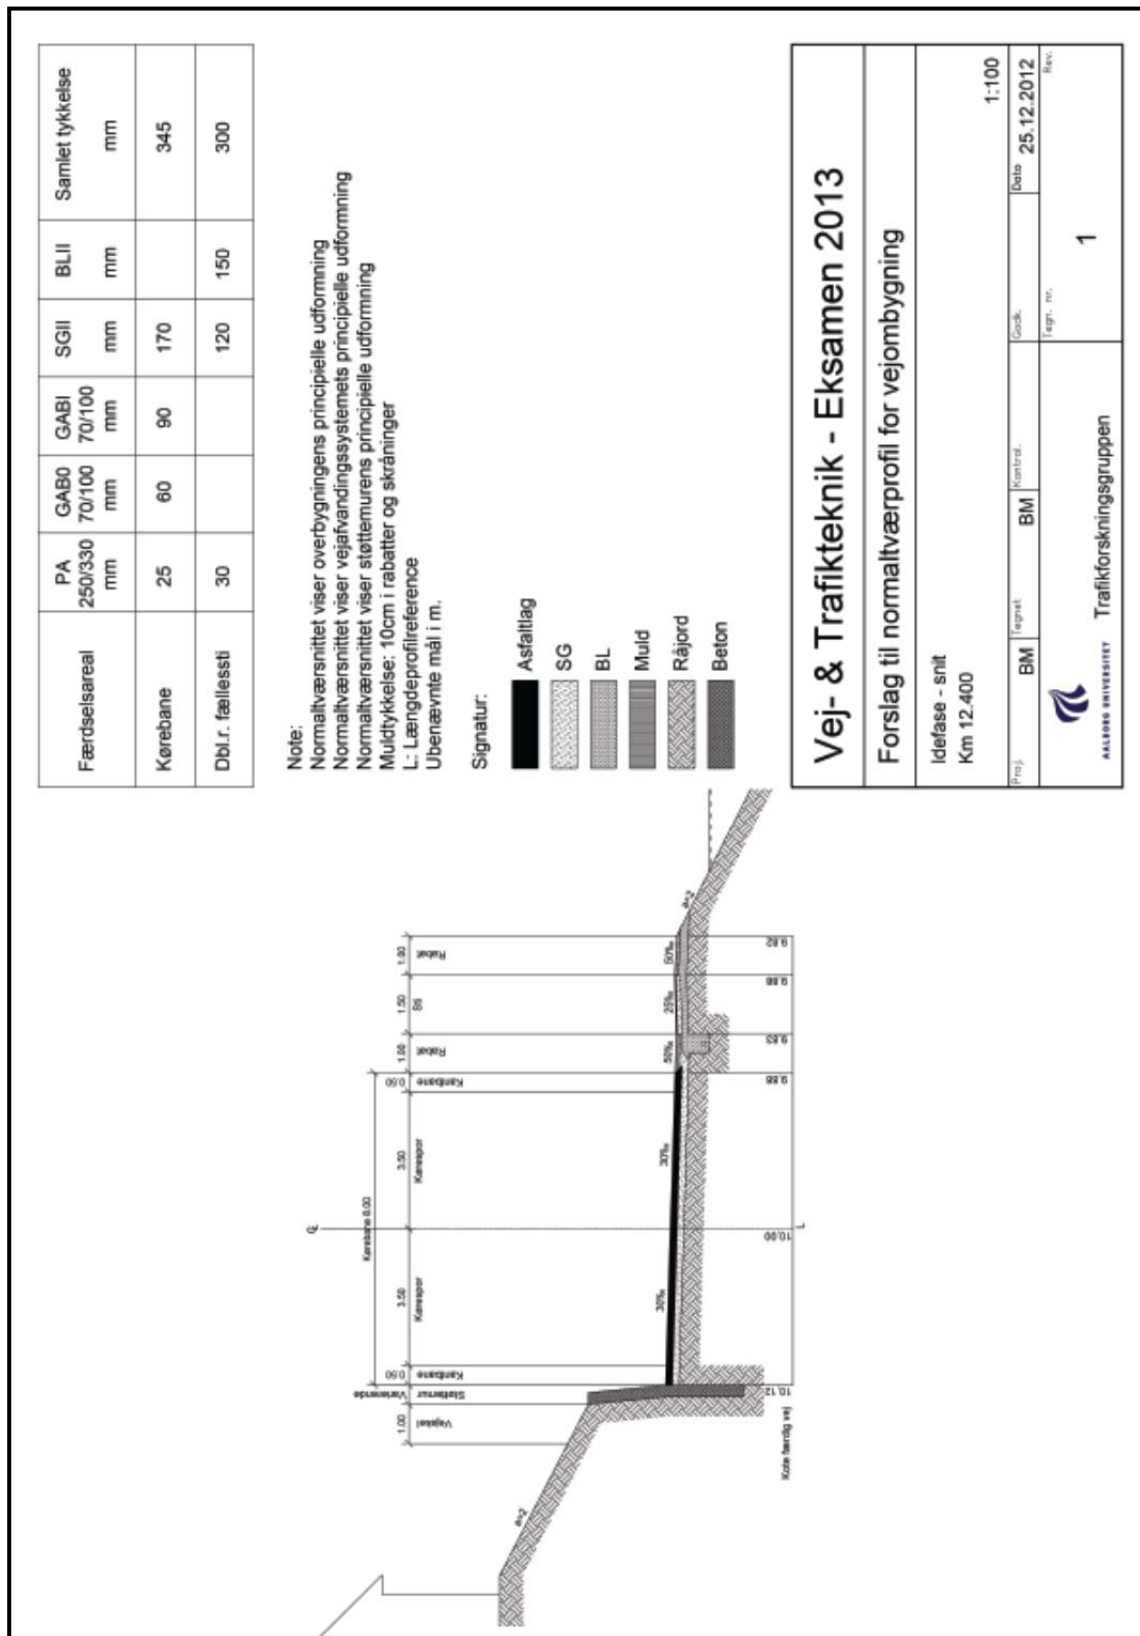 Færdselsareal PA 250/330 mm GAB0 70/100 mm GABI 70/100 mm SGII mm BLII mm Samlet tykkelse mm
Kørebane 25 60 90 170 345
Dbl.r. fællessti 30 120 150 300
Note:
Normaltværsnittet viser overbygningens principielle udformning
Normaltværsnittet viser vejafvandingssystemets principielle udformning
Normaltværsnittet viser støttemurens principielle udformning
Muldtykkelse: 10cm i rabatter og skråninger
L: Længdeprofilreference
Ubenævnte mål i m.
Signatur:
Asfaltlag
SG
BL
Muld
Råjord
Beton
Vej- & Trafikteknik - Eksamen 2013
Forslag til normaltværprofil for vejombygning
Idefase - snit
Km 12.400
1:100
Proj. BM Tegnet BM Kontrol. Godk. Dato 25.12.2012
AALBORG UNIVERSITET
Trafikforskningsgruppen
Tegn. nr. 1
Rev.
Kørebane 8.00
1.00 Varierende 0.50 3.50 3.50 0.50 1.00 1.50 1.00
Vejskel Støttemur Kantbane Kørespor Kørespor Kantbane Rabat Sti Rabat
a=2 30‰ 30‰ 50‰ 25‰ 50‰ a=2
Kote færdig vej 10.12 10.00 9.88 9.83 9.88 9.82
L